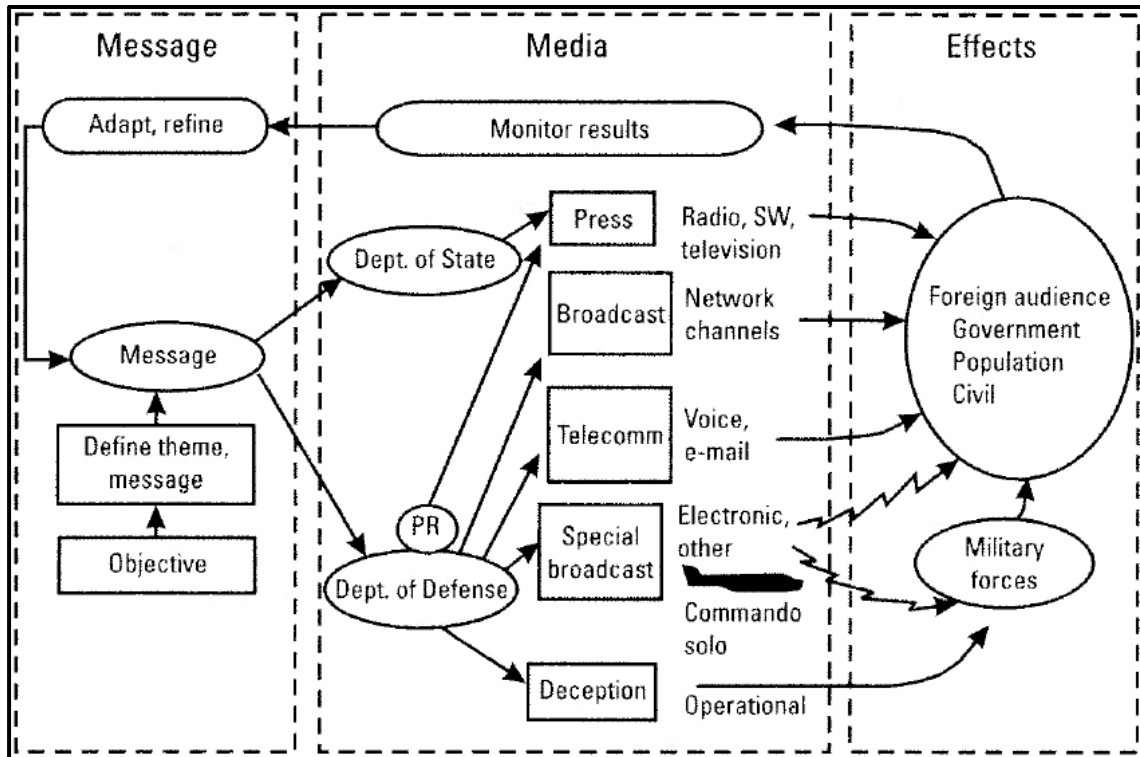 Message
Media
Effects
Adapt, refine
Monitor results
Press
Radio, SW,
television
Dept. of State
Broadcast
Network
channels
Foreign audience
Government
Population
Civil
Message
Telecomm
Voice,
e-mail
Define theme,
message
PR
Special
broadcast
Electronic,
other
Military
forces
Objective
Dept. of Defense
Commando
solo
Deception
Operational